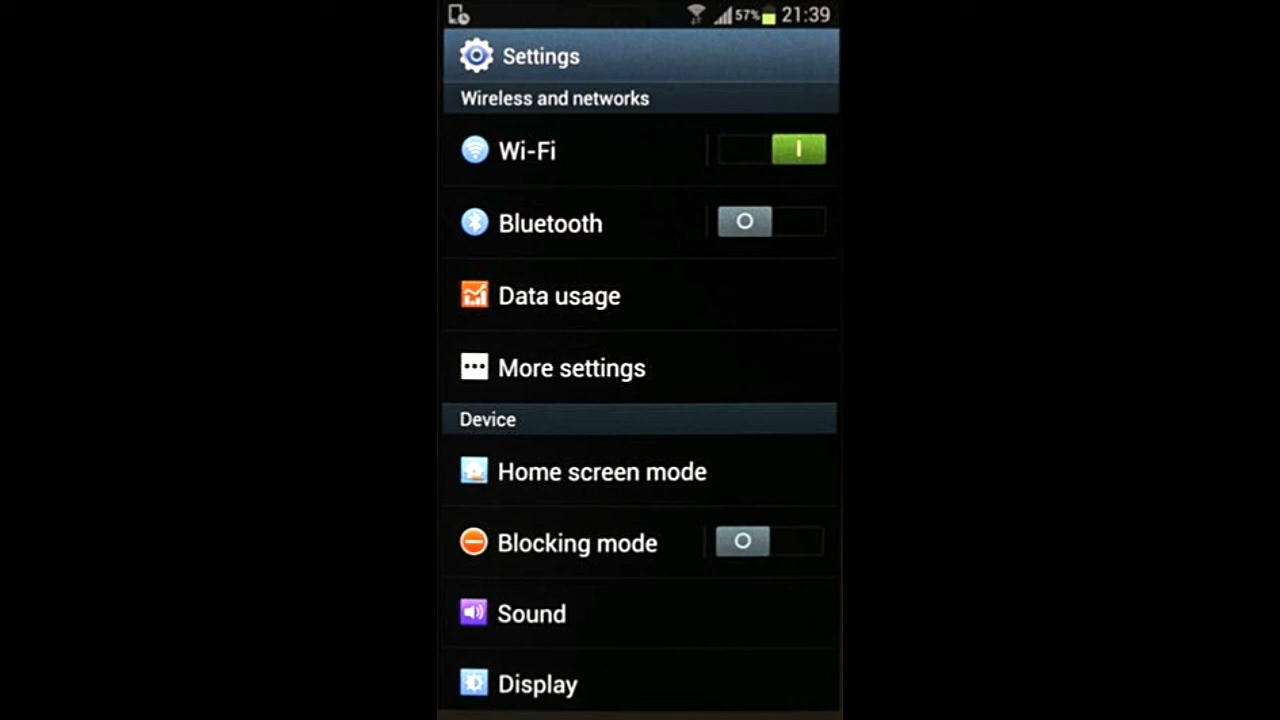 57% 21:39
Settings
Wireless and networks
Wi-Fi
Bluetooth
Data usage
More settings
Device
Home screen mode
Blocking mode
Sound
Display